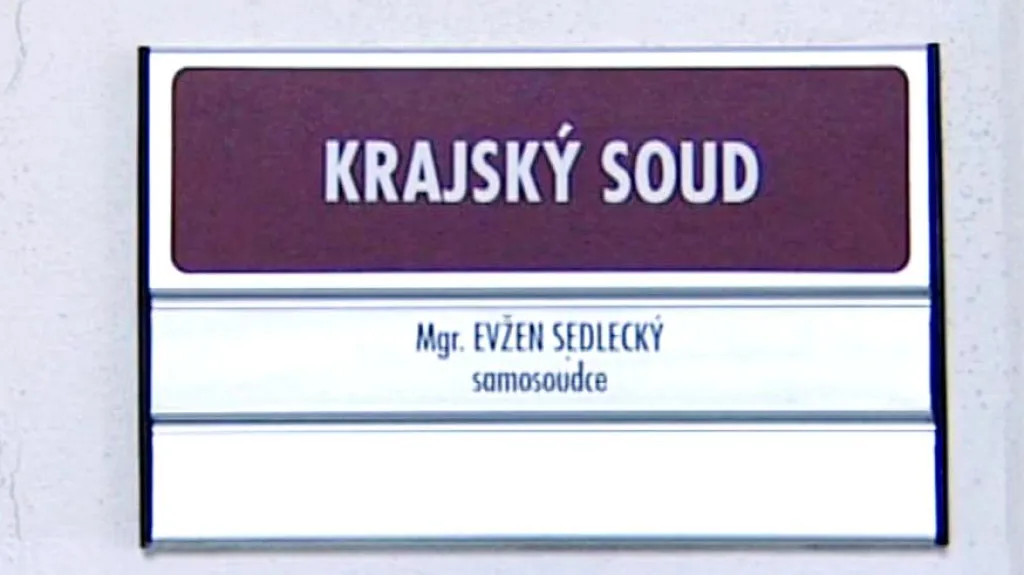 KRAJSKÝ SOUD
Mgr. EVŽEN SEDLECKÝ
samosoudce